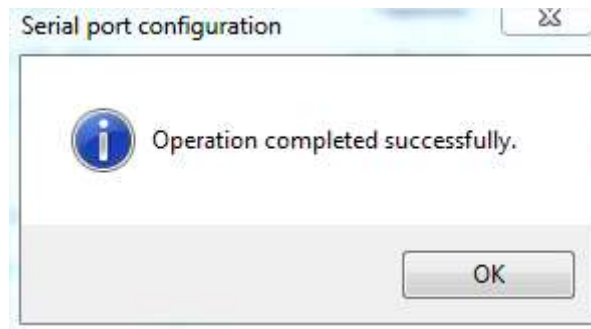 Serial port configuration
Operation completed successfully.
OK